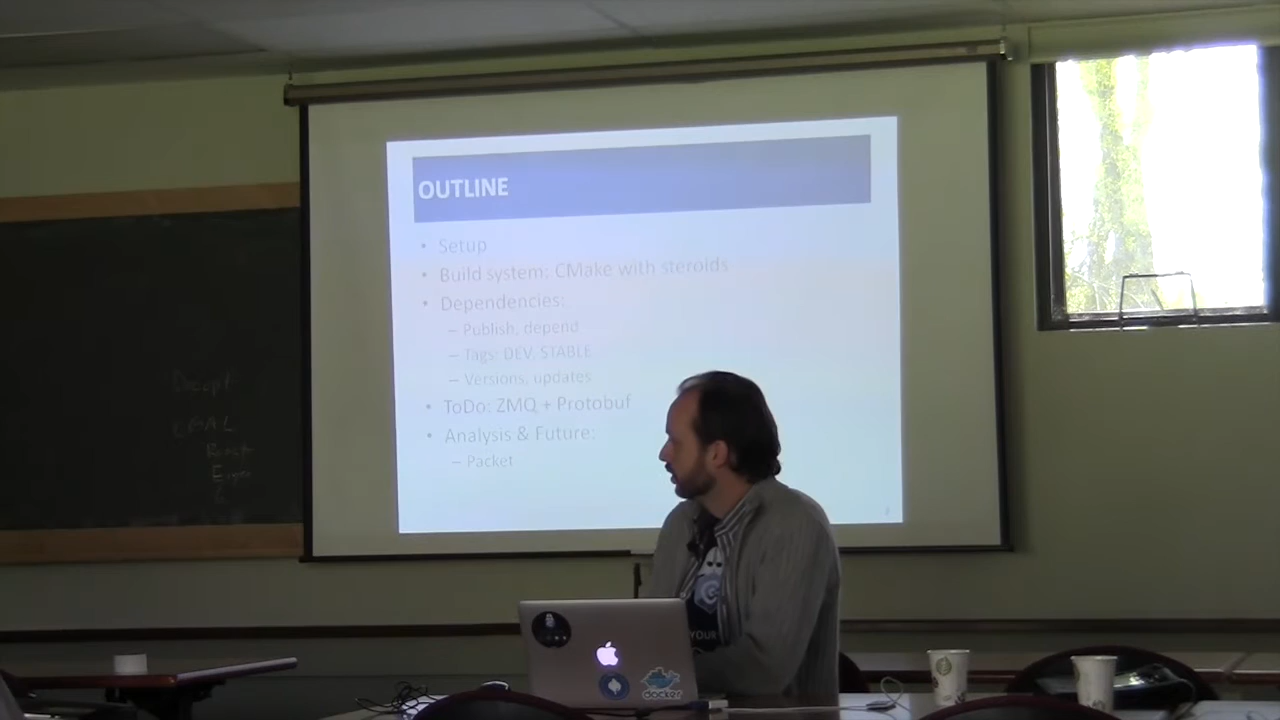 OUTLINE
• Setup
• Build system: CMake with steroids
• Dependencies:
– Publish, depend
– Tags: DEV, STABLE
– Versions, updates
• ToDo: ZMQ + Protobuf
• Analysis & Future:
– Packet
YOUR
docker